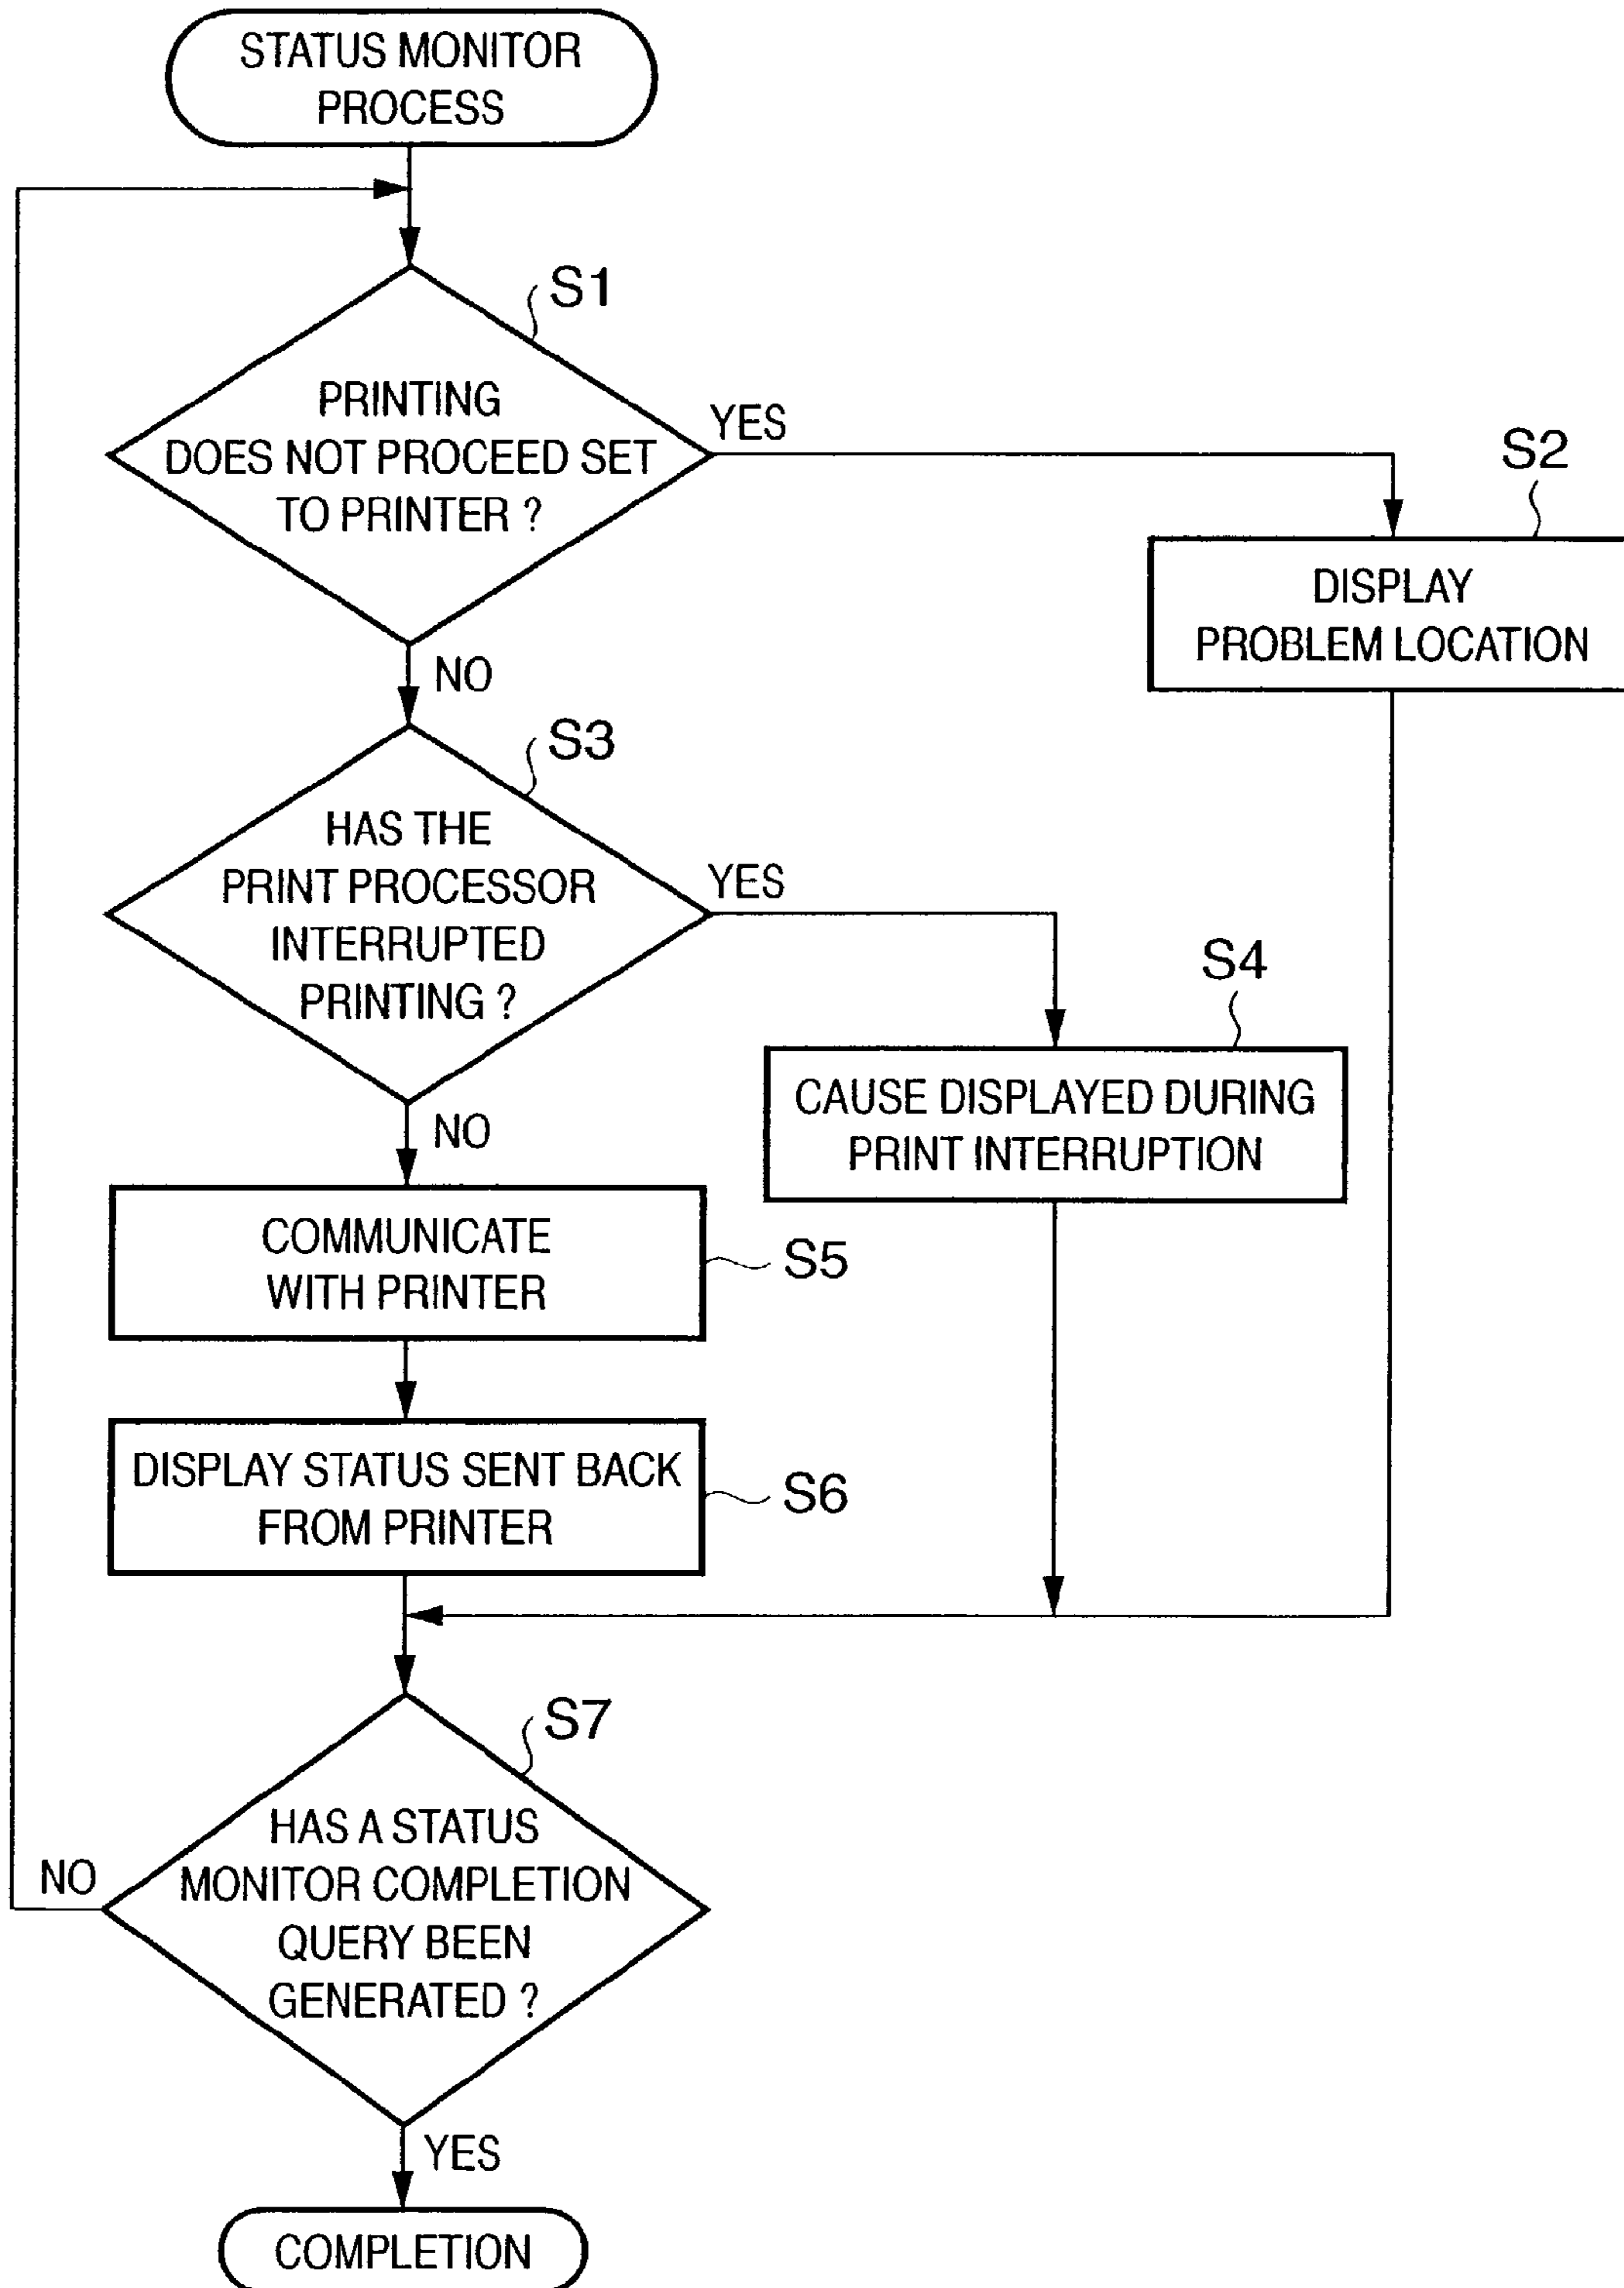 STATUS MONITOR
PROCESS
S1
PRINTING
DOES NOT PROCEED SET
TO PRINTER ?
YES
S2
DISPLAY
PROBLEM LOCATION
NO
S3
HAS THE
PRINT PROCESSOR
INTERRUPTED
PRINTING ?
YES
S4
CAUSE DISPLAYED DURING
PRINT INTERRUPTION
NO
COMMUNICATE
WITH PRINTER
S5
DISPLAY STATUS SENT BACK
FROM PRINTER
S6
S7
HAS A STATUS
MONITOR COMPLETION
QUERY BEEN
GENERATED ?
NO
YES
COMPLETION